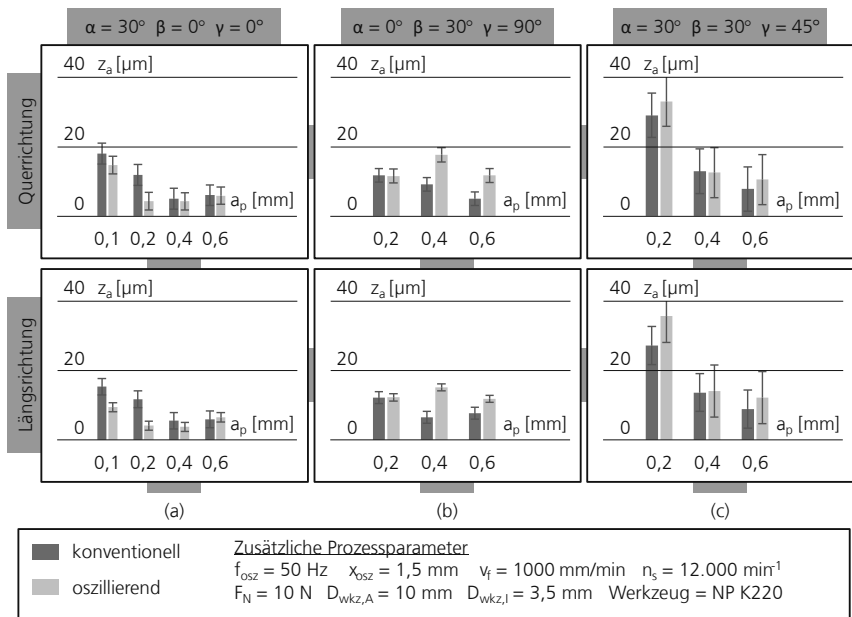 α = 30° β = 0° γ = 0°
α = 0° β = 30° γ = 90°
α = 30° β = 30° γ = 45°
Querrichtung
40 z_a [µm]
20
0 a_p [mm]
0,1 0,2 0,4 0,6
40 z_a [µm]
20
0 a_p [mm]
0,2 0,4 0,6
40 z_a [µm]
20
0 a_p [mm]
0,2 0,4 0,6
Längsrichtung
40 z_a [µm]
20
0 a_p [mm]
0,1 0,2 0,4 0,6
40 z_a [µm]
20
0 a_p [mm]
0,2 0,4 0,6
40 z_a [µm]
20
0 a_p [mm]
0,2 0,4 0,6
(a) (b) (c)
konventionell
oszillierend
Zusätzliche Prozessparameter
f_osz = 50 Hz x_osz = 1,5 mm v_f = 1000 mm/min n_s = 12.000 min⁻¹
F_N = 10 N D_wkz,A = 10 mm D_wkz,I = 3,5 mm Werkzeug = NP K220